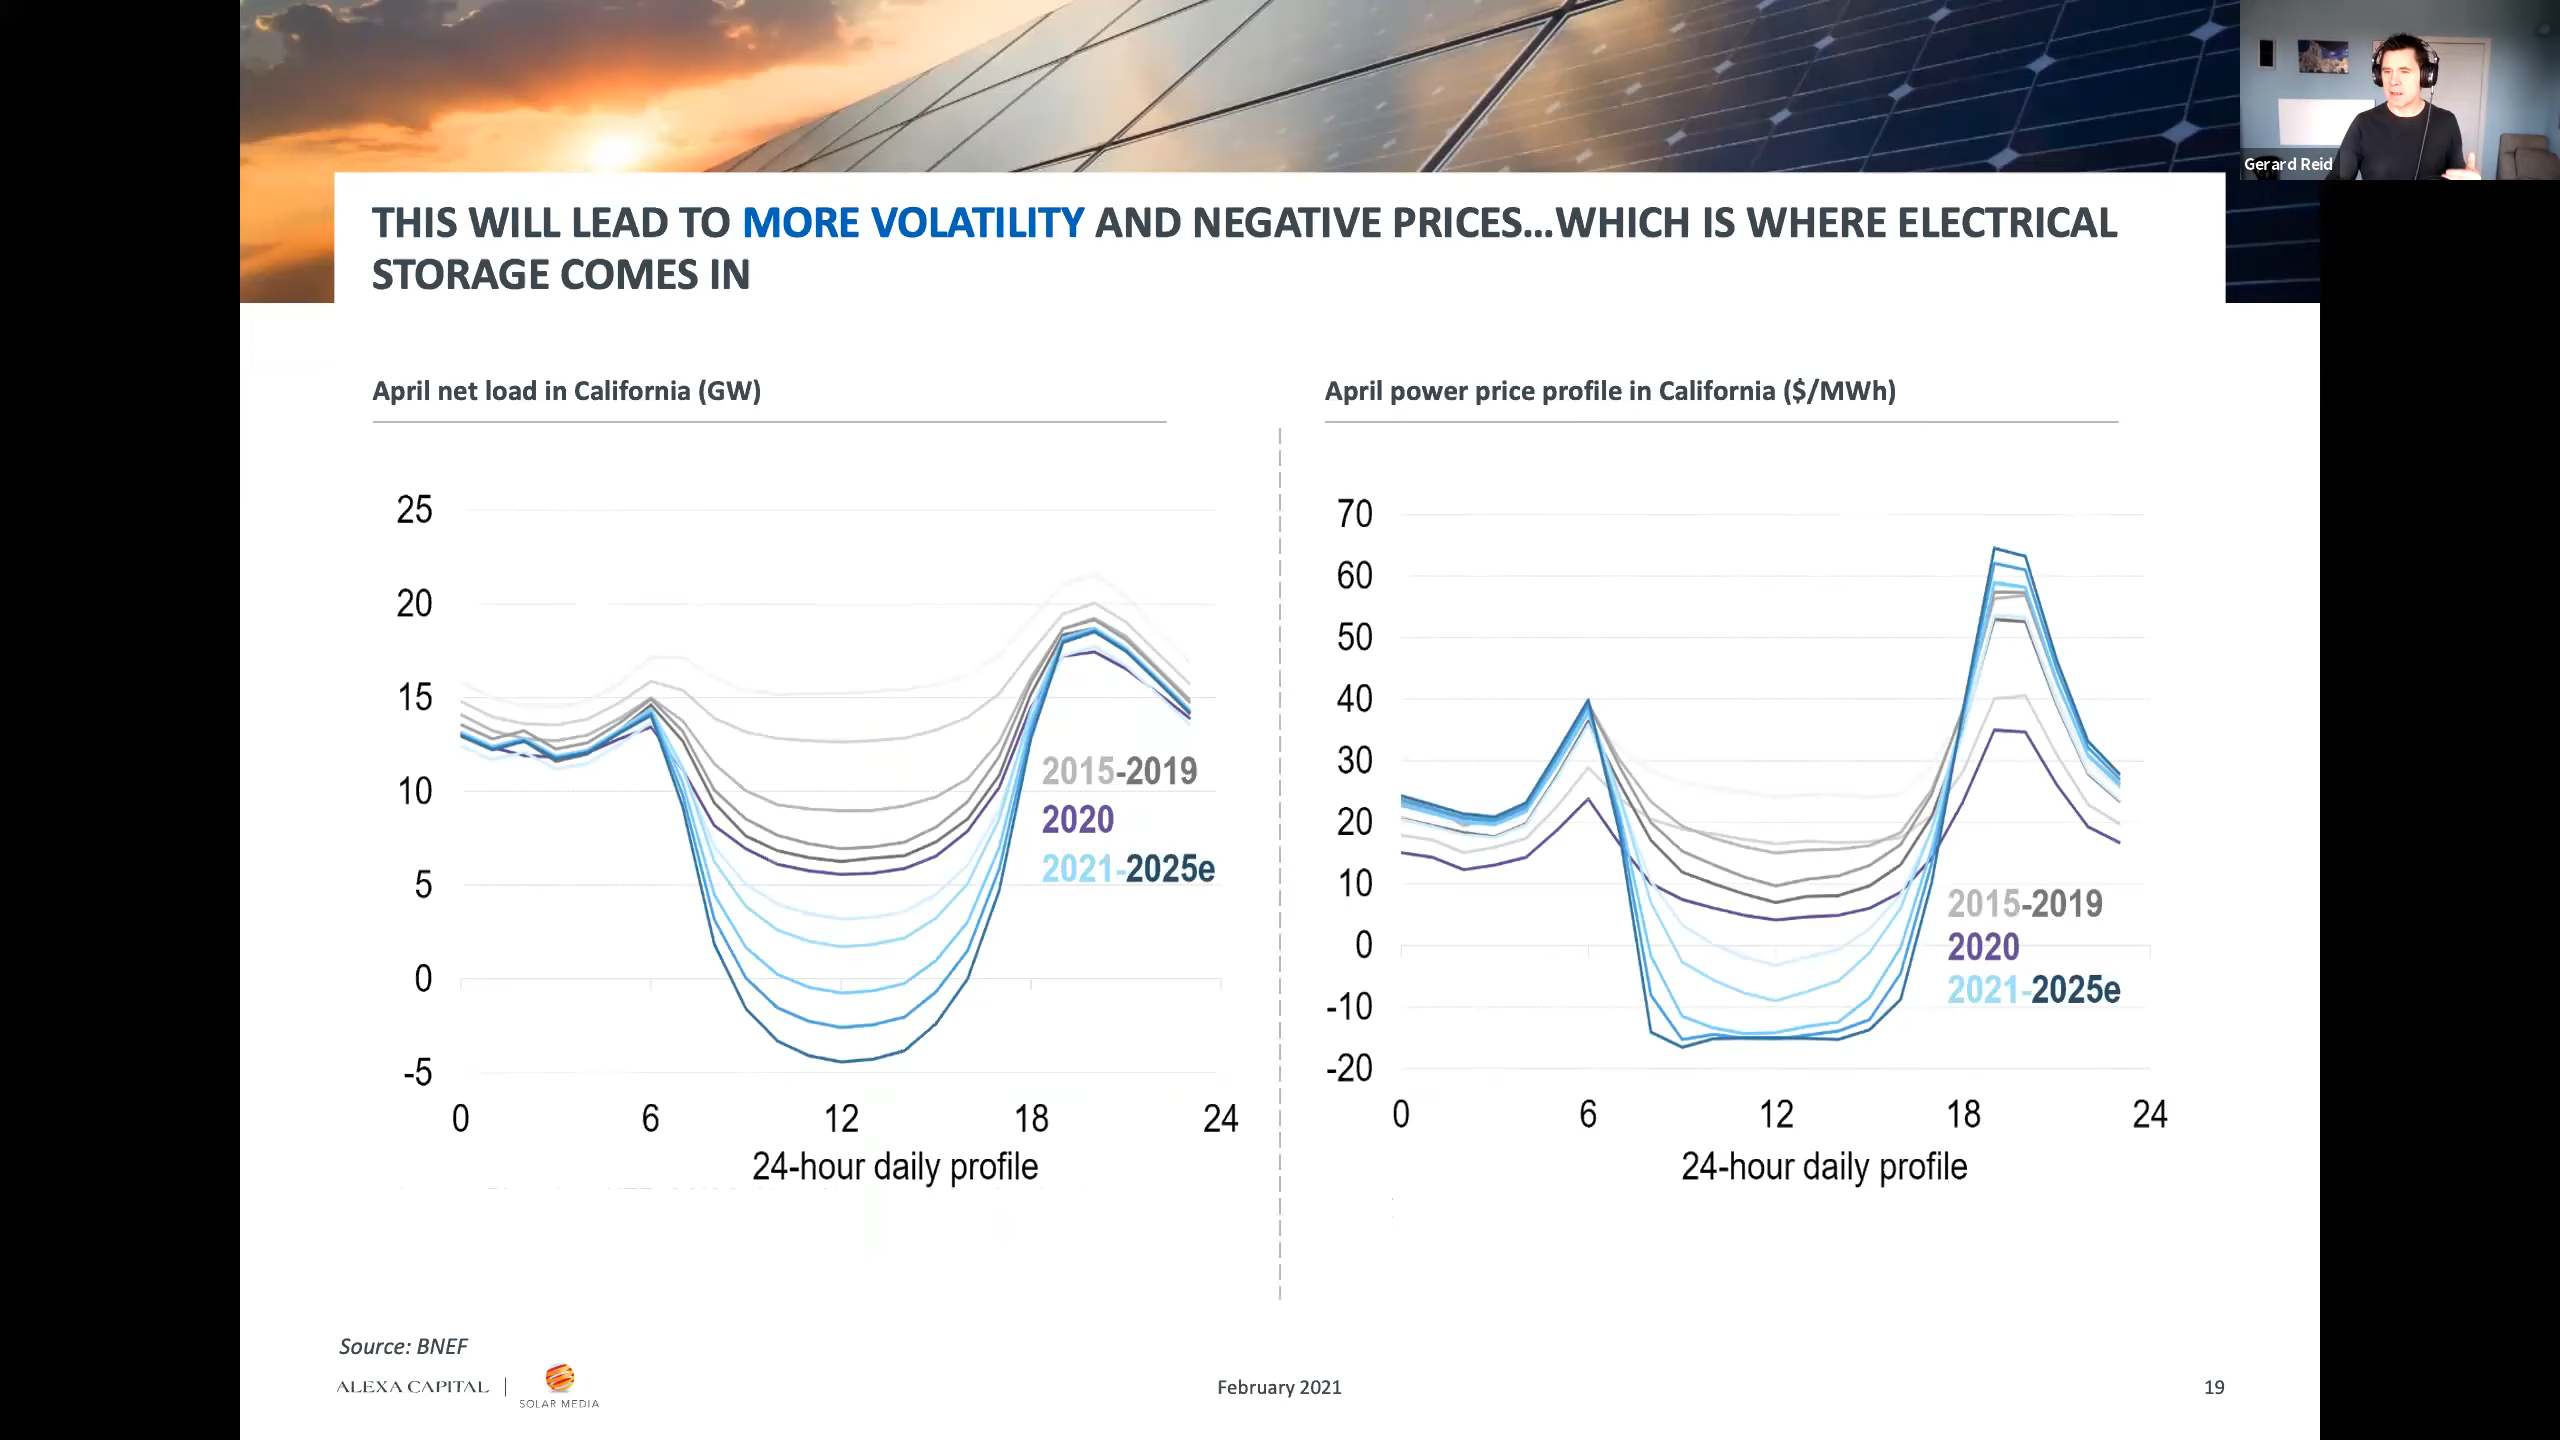 Gerard Reid
THIS WILL LEAD TO MORE VOLATILITY AND NEGATIVE PRICES...WHICH IS WHERE ELECTRICAL
STORAGE COMES IN
April net load in California (GW)
25
20
15
10
5
0
-5
0 6 12 18 24
24-hour daily profile
2015-2019
2020
2021-2025e
April power price profile in California ($/MWh)
70
60
50
40
30
20
10
0
-10
-20
0 6 12 18 24
24-hour daily profile
2015-2019
2020
2021-2025e
Source: BNEF
ALEXA CAPITAL |
SOLAR MEDIA
February 2021
19